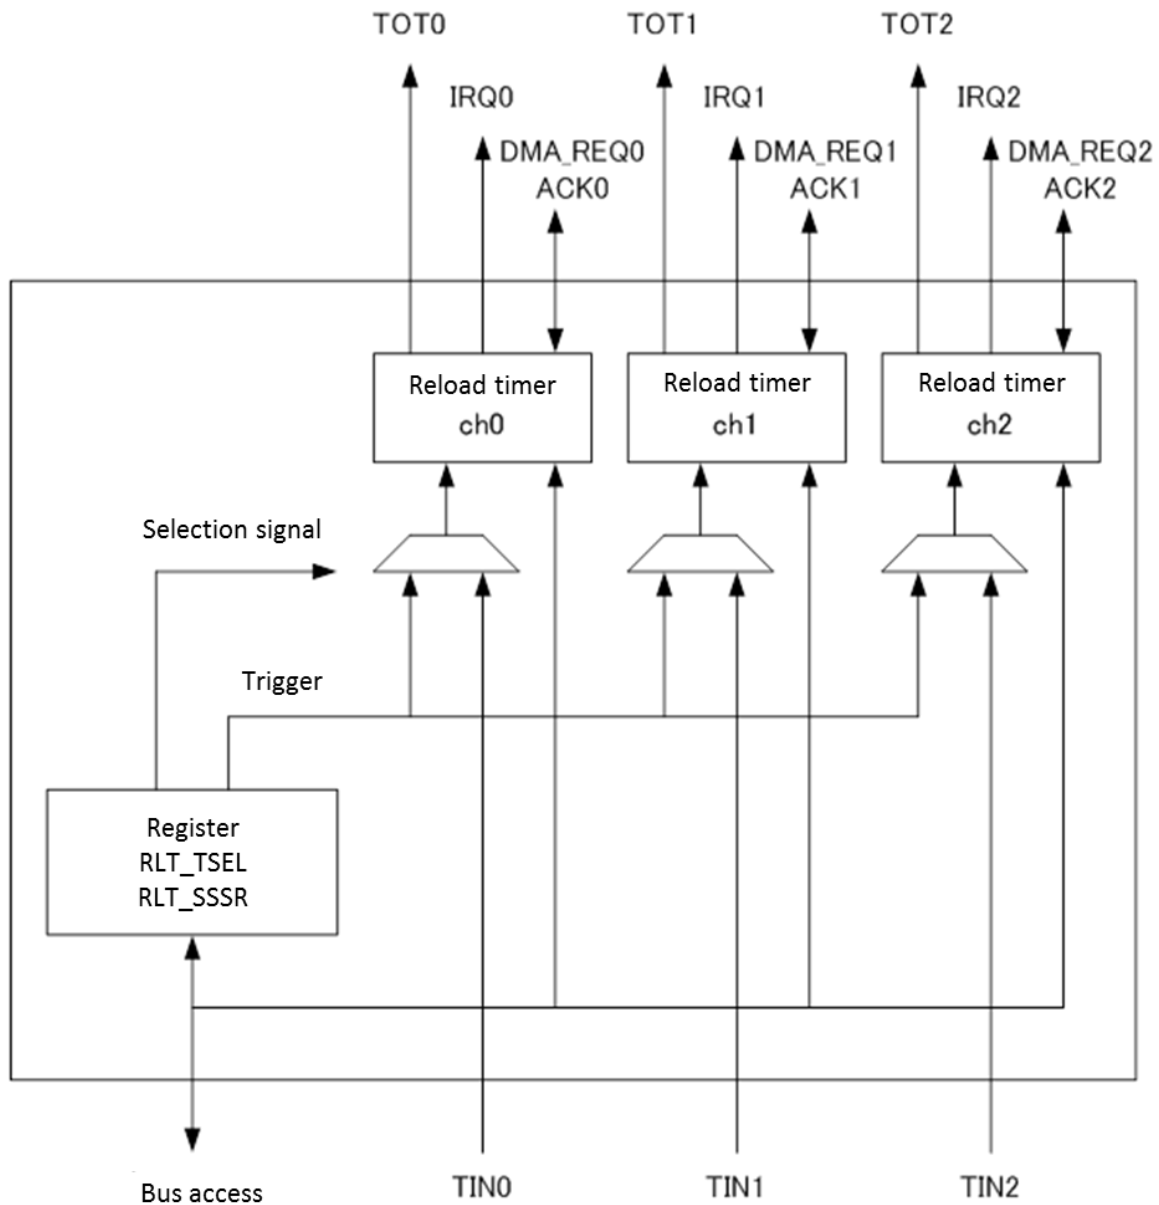 TOT0 TOT1 TOT2
IRQ0 IRQ1 IRQ2
DMA_REQ0 DMA_REQ1 DMA_REQ2
ACK0 ACK1 ACK2
Reload timer Reload timer Reload timer
ch0 ch1 ch2
Selection signal
Trigger
Register
RLT_TSEL
RLT_SSSR
Bus access TIN0 TIN1 TIN2